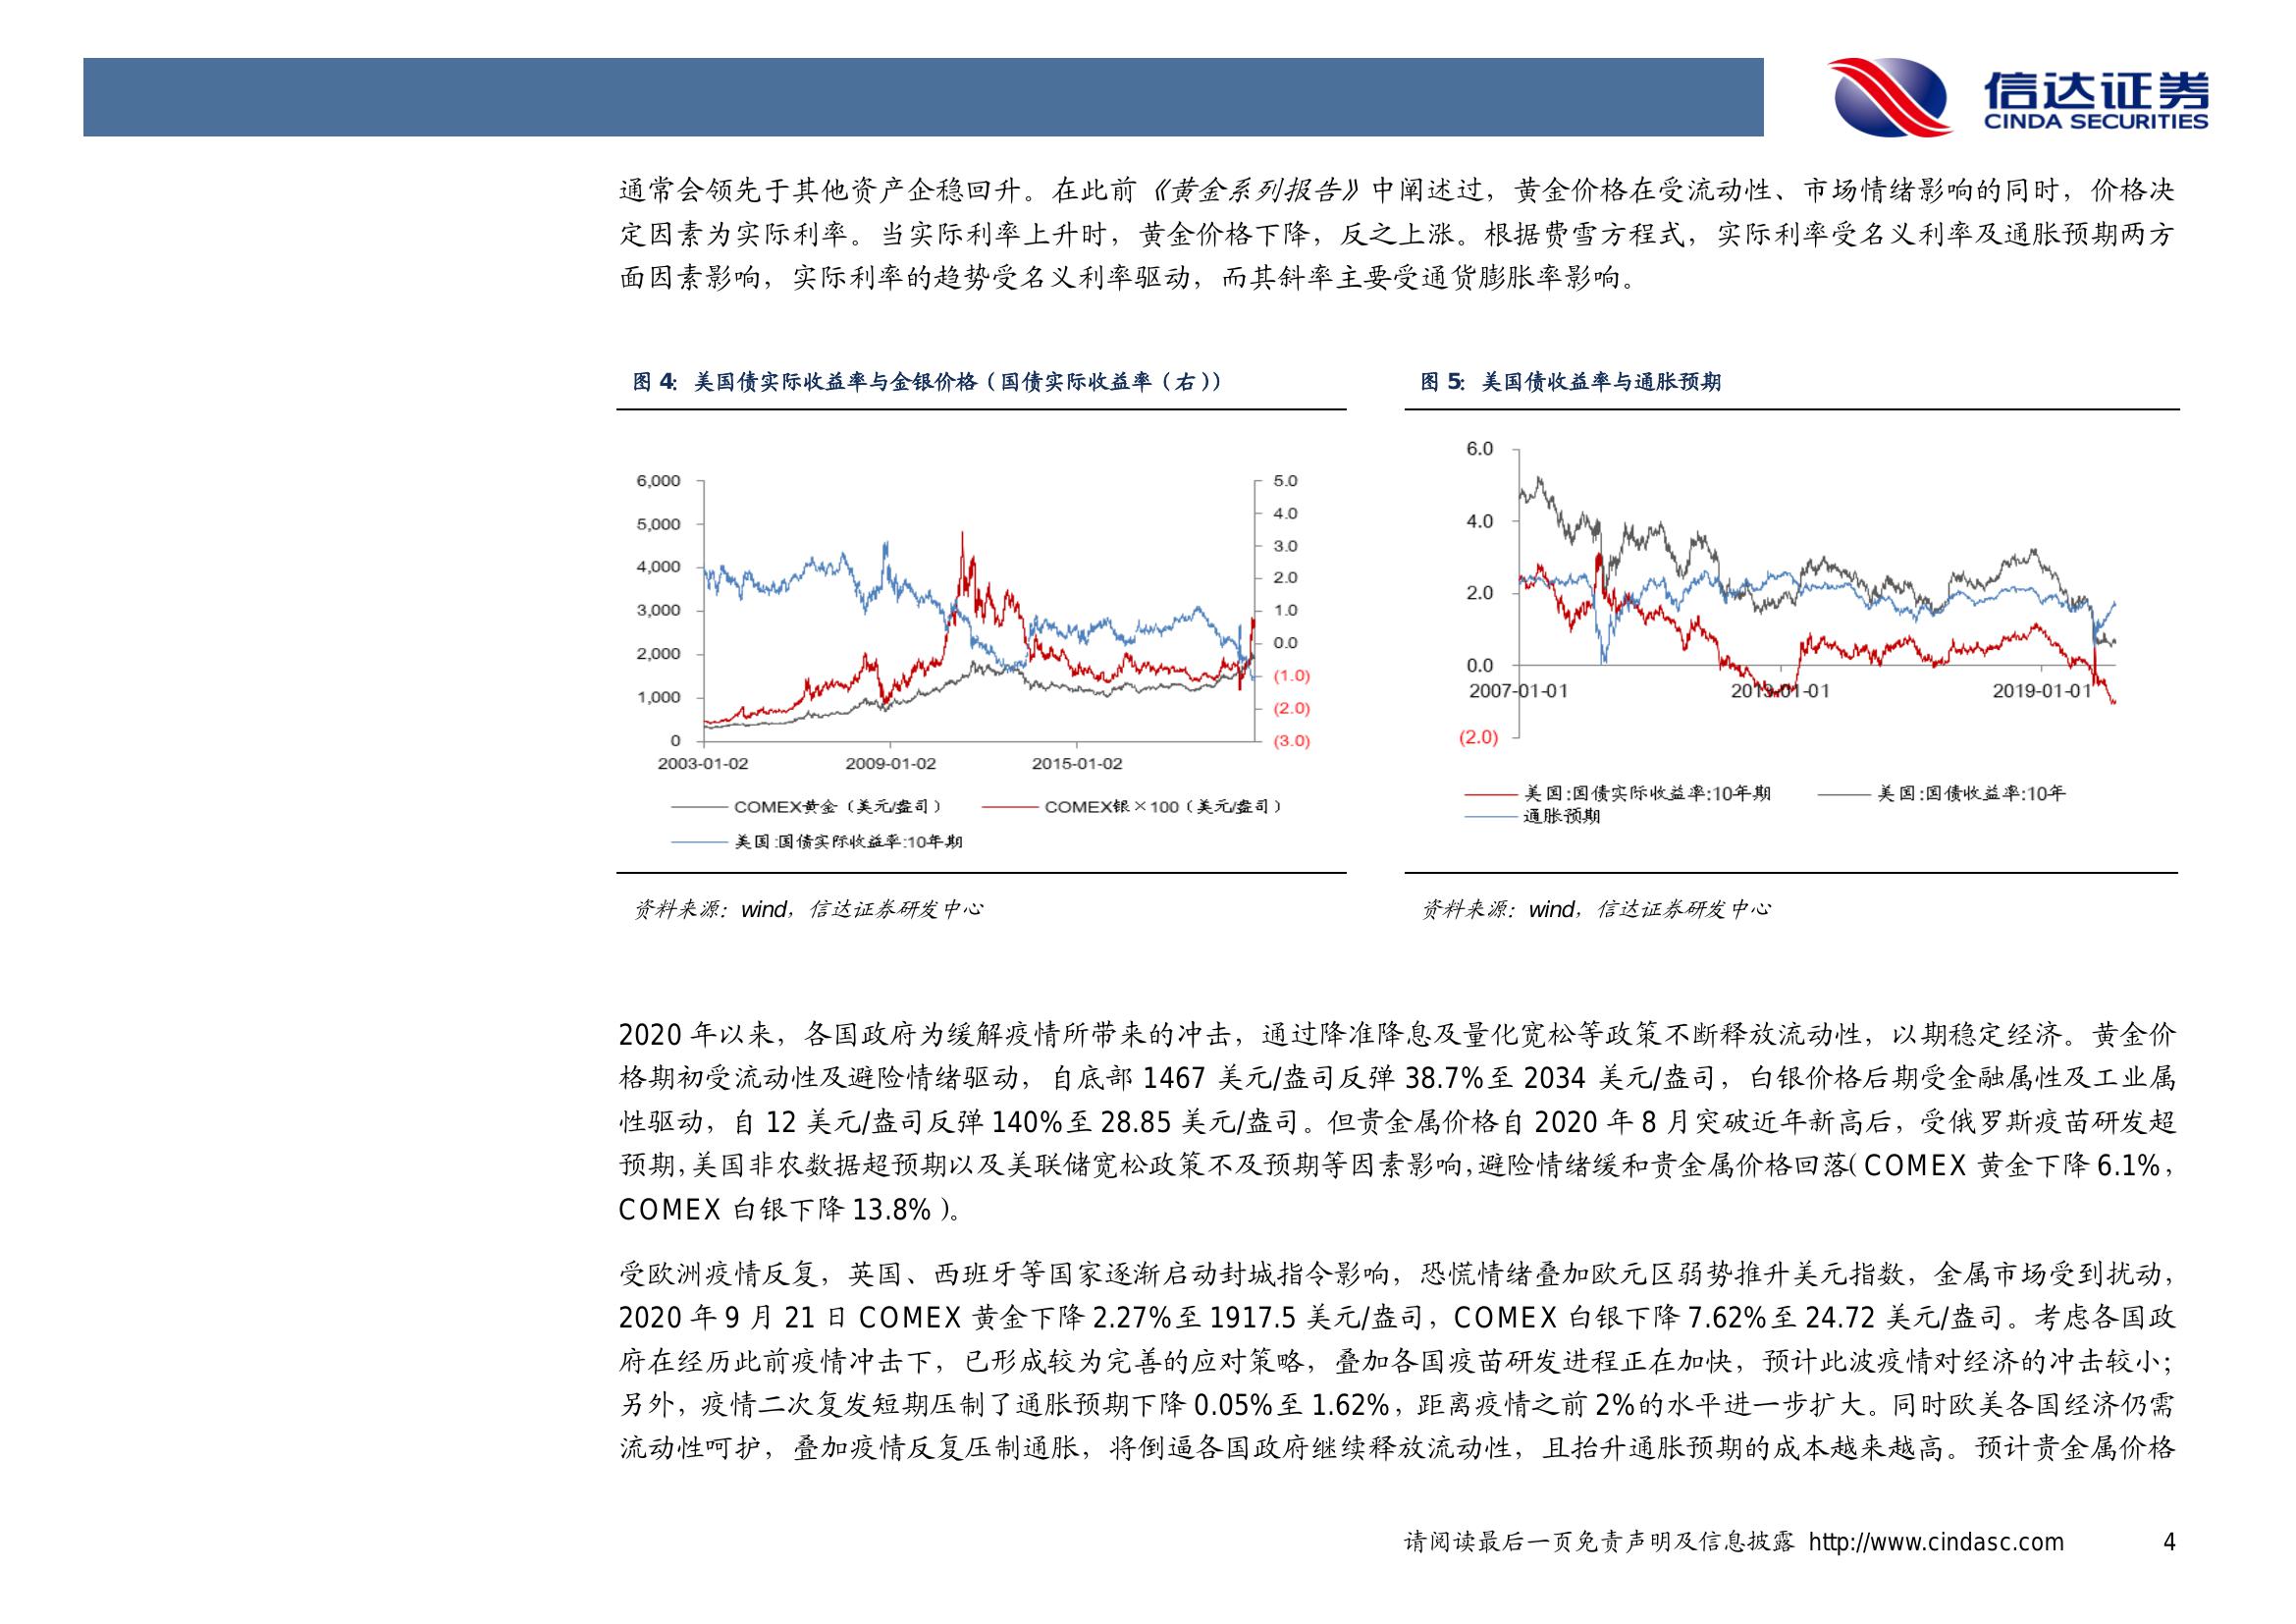 信达证券
CINDA SECURITIES
通常会领先于其他资产企稳回升。在此前《黄金系列报告》中阐述过，黄金价格在受流动性、市场情绪影响的同时，价格决
定因素为实际利率。当实际利率上升时，黄金价格下降，反之上涨。根据费雪方程式，实际利率受名义利率及通胀预期两方
面因素影响，实际利率的趋势受名义利率驱动，而其斜率主要受通货膨胀率影响。
图 4：美国债实际收益率与金银价格（国债实际收益率（右））
6,000
5,000
4,000
3,000
2,000
1,000
0
5.0
4.0
3.0
2.0
1.0
0.0
(1.0)
(2.0)
(3.0)
2003-01-02 2009-01-02 2015-01-02
COMEX黄金（美元/盎司） COMEX银×100（美元/盎司）
美国:国债实际收益率:10年期
资料来源：wind，信达证券研发中心
图 5：美国债收益率与通胀预期
6.0
4.0
2.0
0.0
(2.0)
2007-01-01 2013-01-01 2019-01-01
美国:国债实际收益率:10年期 美国:国债收益率:10年
通胀预期
资料来源：wind，信达证券研发中心
2020 年以来，各国政府为缓解疫情所带来的冲击，通过降准降息及量化宽松等政策不断释放流动性，以期稳定经济。黄金价
格期初受流动性及避险情绪驱动，自底部 1467 美元/盎司反弹 38.7%至 2034 美元/盎司，白银价格后期受金融属性及工业属
性驱动，自 12 美元/盎司反弹 140%至 28.85 美元/盎司。但贵金属价格自 2020 年 8 月突破近年新高后，受俄罗斯疫苗研发超
预期，美国非农数据超预期以及美联储宽松政策不及预期等因素影响，避险情绪缓和贵金属价格回落（COMEX 黄金下降 6.1%，
COMEX 白银下降 13.8%）。
受欧洲疫情反复，英国、西班牙等国家逐渐启动封城指令影响，恐慌情绪叠加欧元区弱势推升美元指数，金属市场受到扰动，
2020 年 9 月 21 日 COMEX 黄金下降 2.27%至 1917.5 美元/盎司，COMEX 白银下降 7.62%至 24.72 美元/盎司。考虑各国政
府在经历此前疫情冲击下，已形成较为完善的应对策略，叠加各国疫苗研发进程正在加快，预计此波疫情对经济的冲击较小；
另外，疫情二次复发短期压制了通胀预期下降 0.05%至 1.62%，距离疫情之前 2%的水平进一步扩大。同时欧美各国经济仍需
流动性呵护，叠加疫情反复压制通胀，将倒逼各国政府继续释放流动性，且抬升通胀预期的成本越来越高。预计贵金属价格
请阅读最后一页免责声明及信息披露 http://www.cindasc.com 4